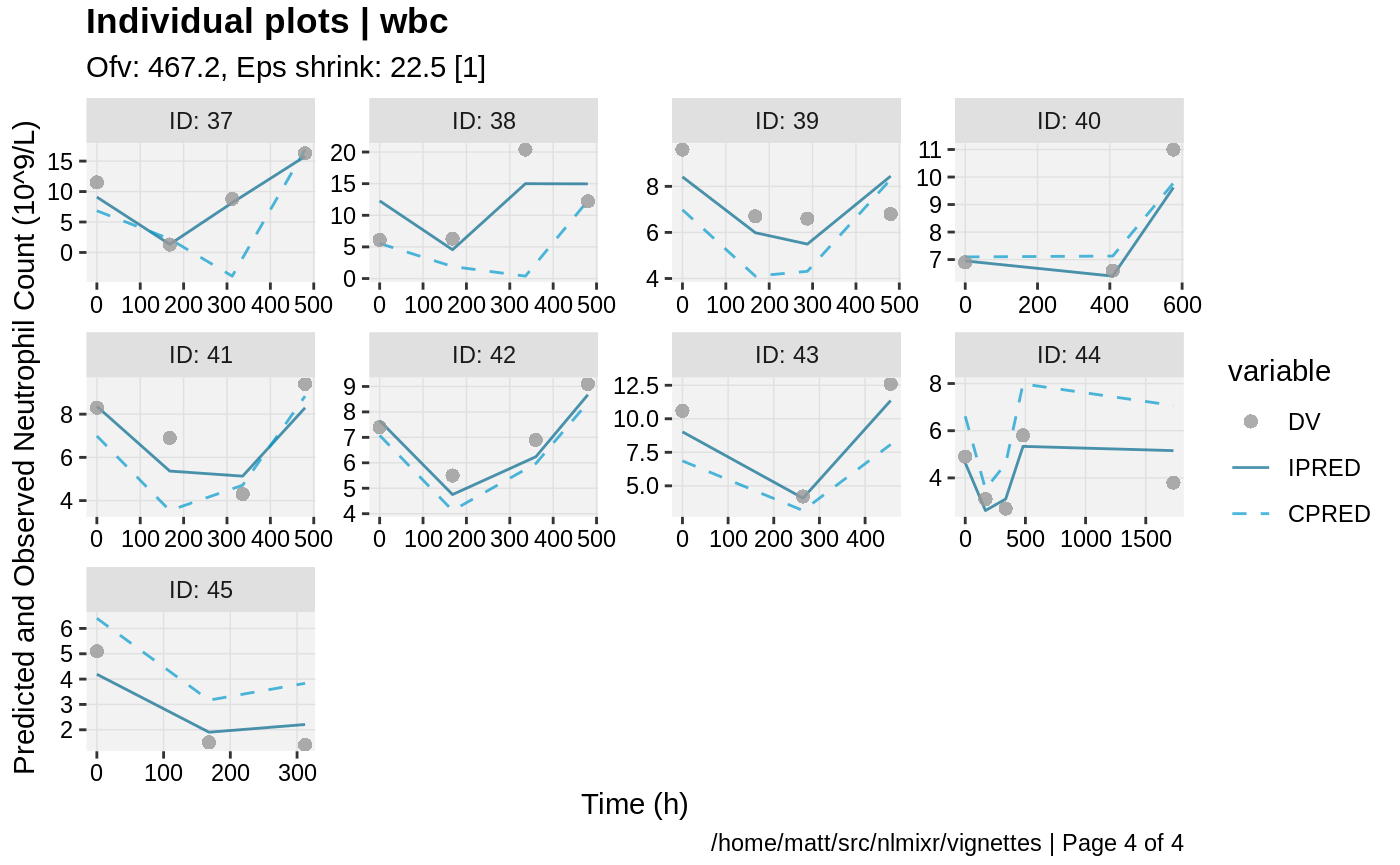 Individual plots | wbc
Ofv: 467.2, Eps shrink: 22.5 [1]
Predicted and Observed Neutrophil Count (10^9/L)
ID: 37
15
10
5
0
0 100 200 300 400 500
ID: 38
20
15
10
5
0
0 100 200 300 400 500
ID: 39
8
6
4
0 100 200 300 400 500
ID: 40
11
10
9
8
7
0 200 400 600
ID: 41
8
6
4
0 100 200 300 400 500
ID: 42
9
8
7
6
5
4
0 100 200 300 400 500
ID: 43
12.5
10.0
7.5
5.0
0 100 200 300 400
ID: 44
8
6
4
0 500 1000 1500
ID: 45
6
5
4
3
2
0 100 200 300
variable
DV
IPRED
CPRED
Time (h)
/home/matt/src/nlmixr/vignettes | Page 4 of 4